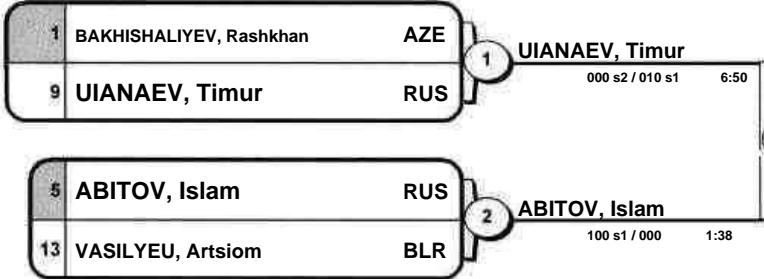 1 BAKHISHALIYEV, Rashkhan AZE
9 UIANAEV, Timur RUS
1 UIANAEV, Timur
000 s2 / 010 s1 6:50
5 ABITOV, Islam RUS
13 VASILYEU, Artsiom BLR
2 ABITOV, Islam
100 s1 / 000 1:38